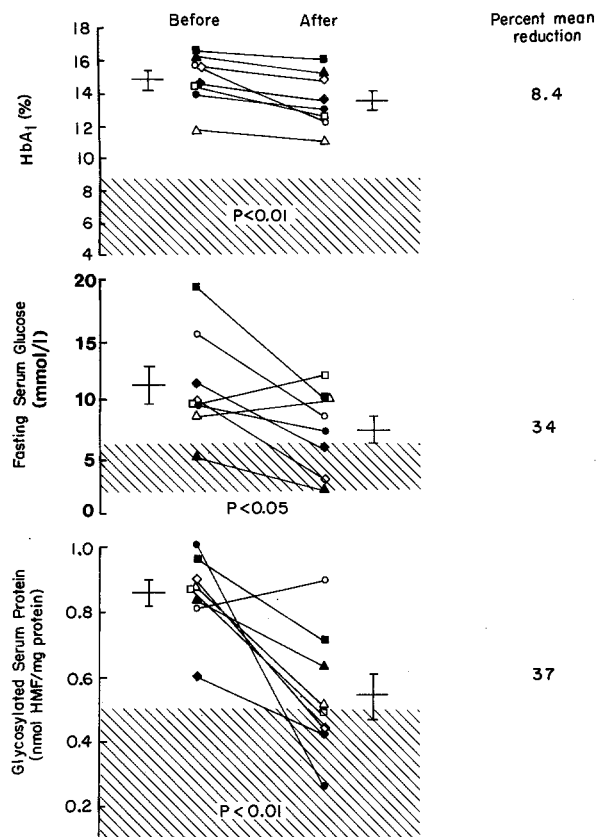 Before After
Percent mean
reduction
HbA₁ (%)
18
16
14
12
10
8
6
4
P<0.01
8.4
Fasting Serum Glucose
(mmol/l)
20
15
10
5
0
P<0.05
34
Glycosylated Serum Protein
(nmol HMF/mg protein)
1.0
0.8
0.6
0.4
0.2
P<0.01
37